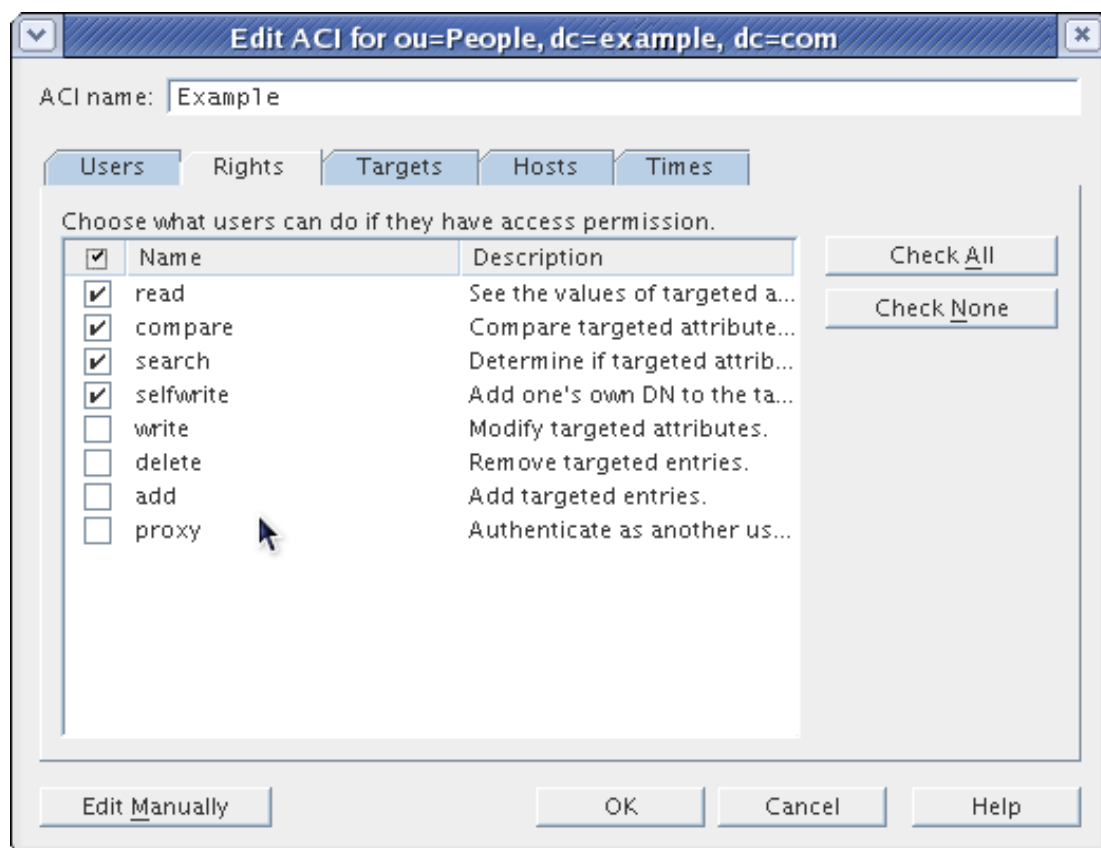 Edit ACI for ou=People, dc=example, dc=com
ACI name: Example
Users Rights Targets Hosts Times
Choose what users can do if they have access permission.
Name Description
read See the values of targeted a...
compare Compare targeted attribute...
search Determine if targeted attrib...
selfwrite Add one's own DN to the ta...
write Modify targeted attributes.
delete Remove targeted entries.
add Add targeted entries.
proxy Authenticate as another us...
Check All
Check None
Edit Manually OK Cancel Help